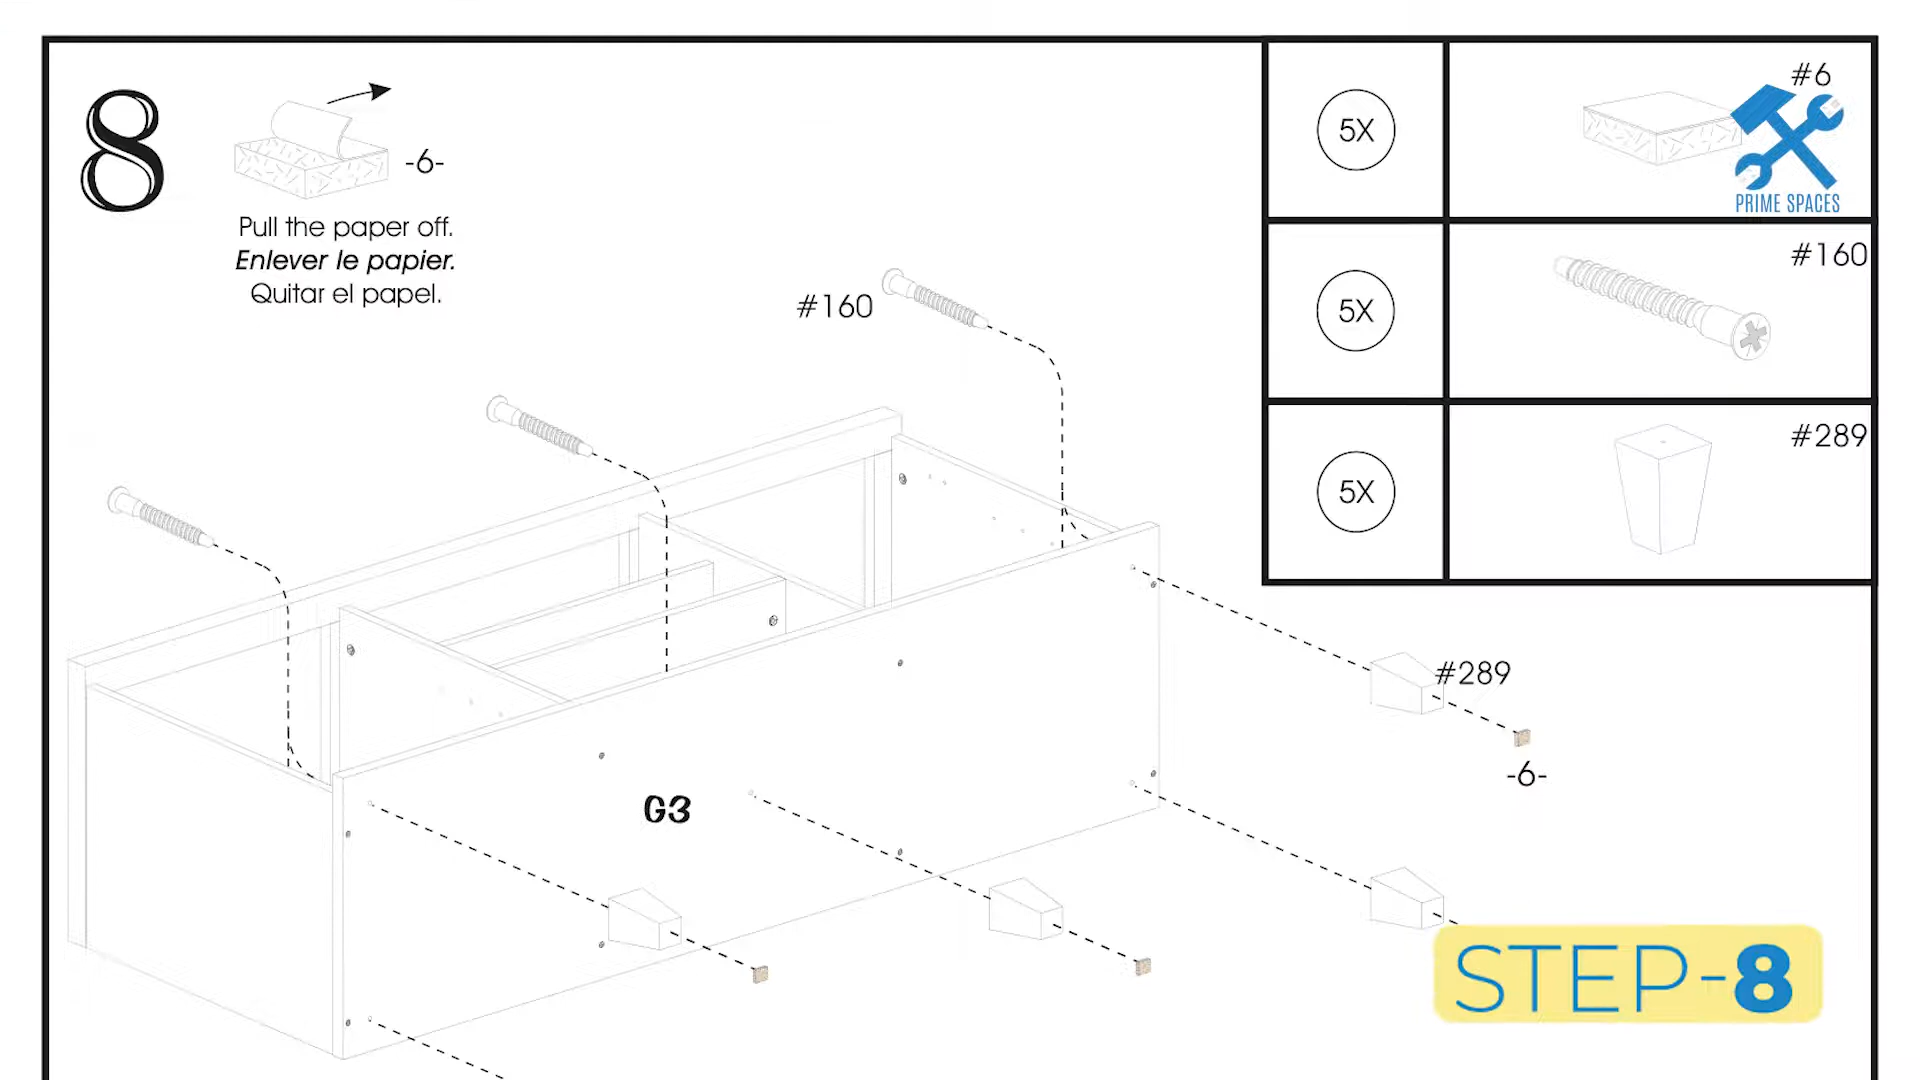 8
-6-
Pull the paper off.
Enlever le papier.
Quitar el papel.
5X
#6
PRIME SPACES
5X
#160
5X
#289
#160
#289
-6-
G3
STEP-8